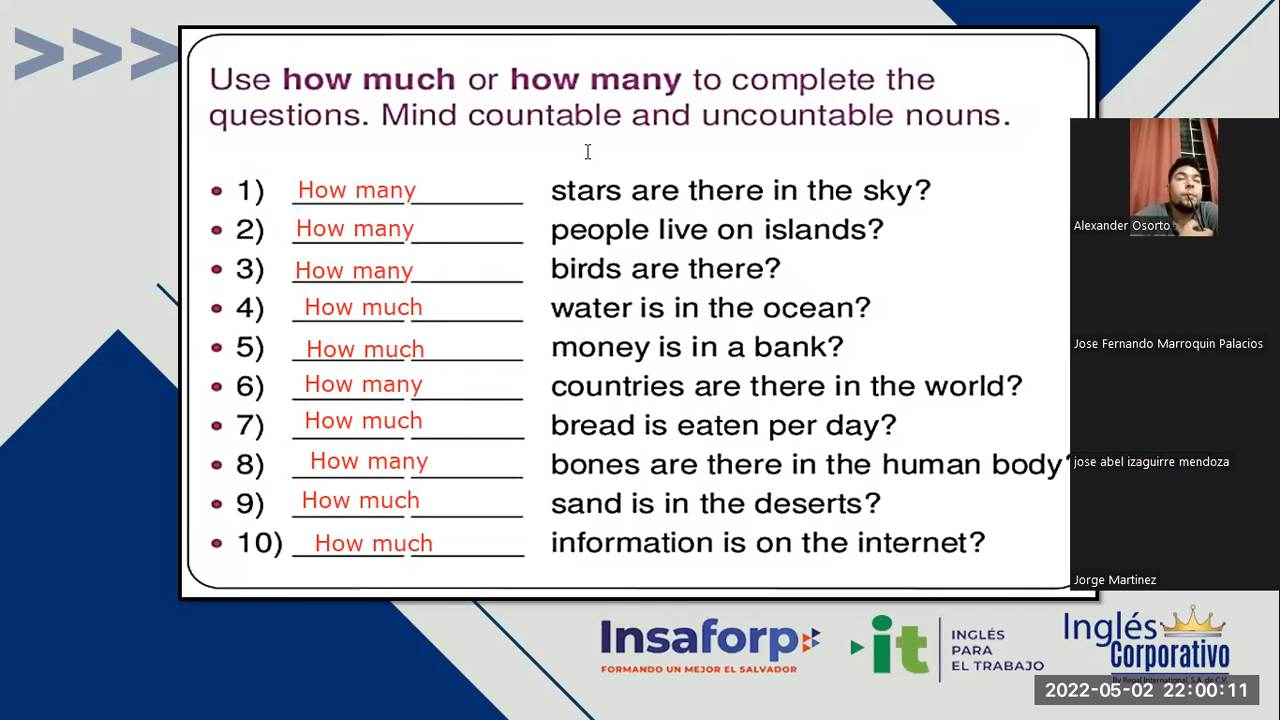 Use how much or how many to complete the
questions. Mind countable and uncountable nouns.
• 1) How many stars are there in the sky?
• 2) How many people live on islands?
• 3) How many birds are there?
• 4) How much water is in the ocean?
• 5) How much money is in a bank?
• 6) How many countries are there in the world?
• 7) How much bread is eaten per day?
• 8) How many bones are there in the human body?
• 9) How much sand is in the deserts?
• 10) How much information is on the internet?
Alexander Osorto
Jose Fernando Marroquin Palacios
jose abel izaguirre mendoza
Jorge Martinez
Insaforp
FORMANDO UN MEJOR EL SALVADOR
it
INGLÉS
PARA
EL TRABAJO
Inglés
Corporativo
By Regal International, S.A. de C.V.
2022-05-02 22:00:11